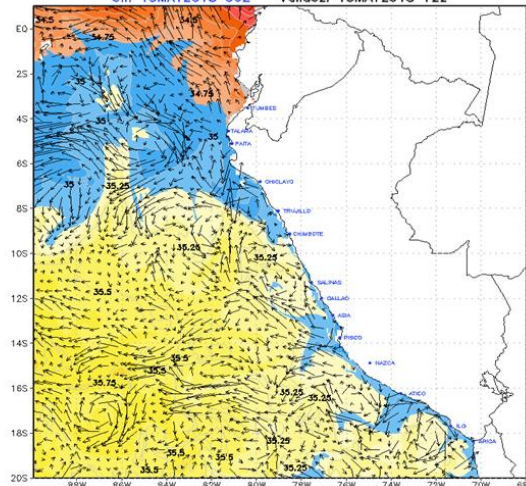 EQ
34.5
34.5
34.75
2S
34.75
TUMBES
4S
35
TALARA
35
PAITA
6S
CHICLAYO
35
35.25
8S
TRUJILLO
CHIMBOTE
35.25
10S
35.25
SALINAS
35.5
12S
CALLAO
ASIA
PISCO
14S
NAZCA
35.5
35.5
35.75
16S
35.25
35.25
ATICO
ILO
18S
35.25
ARICA
35.5
35.5
35.25
20S
35.5
88W
86W
84W
82W
80W
78W
76W
74W
72W
70W